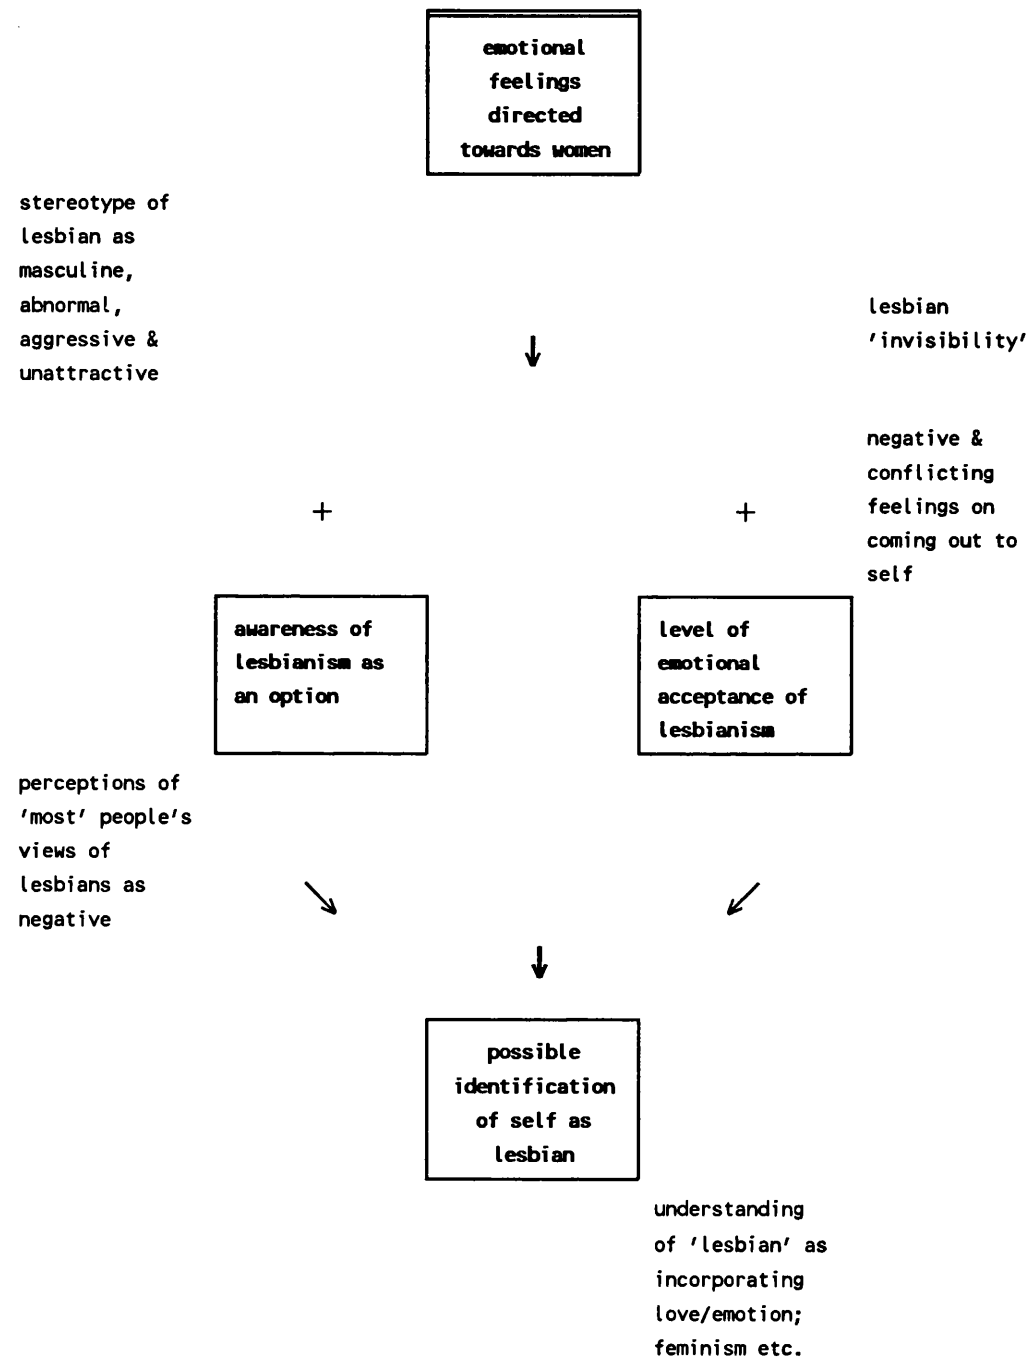 emotional
feelings
directed
towards women
stereotype of
lesbian as
masculine,
abnormal,
aggressive &
unattractive
lesbian
'invisibility'
negative &
conflicting
feelings on
coming out to
self
+
+
awareness of
lesbianism as
an option
level of
emotional
acceptance of
lesbianism
perceptions of
'most' people's
views of
lesbians as
negative
possible
identification
of self as
lesbian
understanding
of 'lesbian' as
incorporating
love/emotion;
feminism etc.